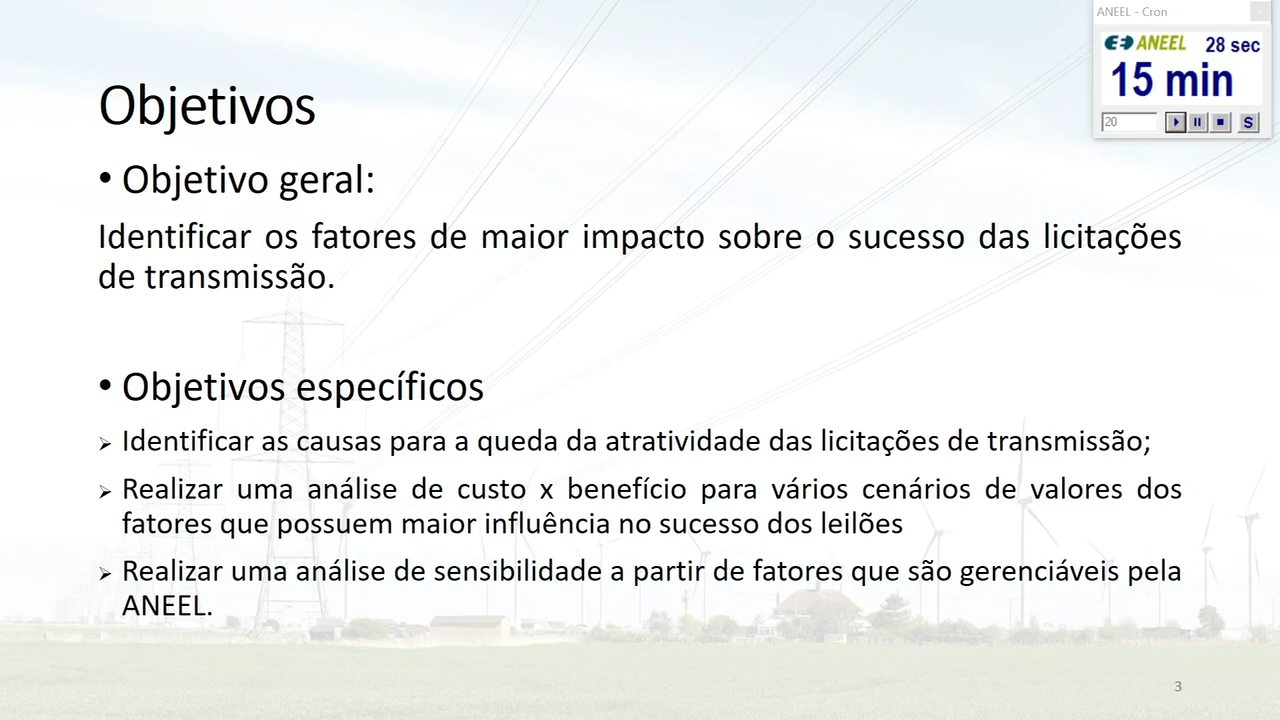 ANEEL - Cron
ANEEL 28 sec
15 min
20
S
Objetivos
• Objetivo geral:
Identificar os fatores de maior impacto sobre o sucesso das licitações
de transmissão.
• Objetivos específicos
Identificar as causas para a queda da atratividade das licitações de transmissão;
Realizar uma análise de custo x benefício para vários cenários de valores dos
fatores que possuem maior influência no sucesso dos leilões
Realizar uma análise de sensibilidade a partir de fatores que são gerenciáveis pela
ANEEL.
3